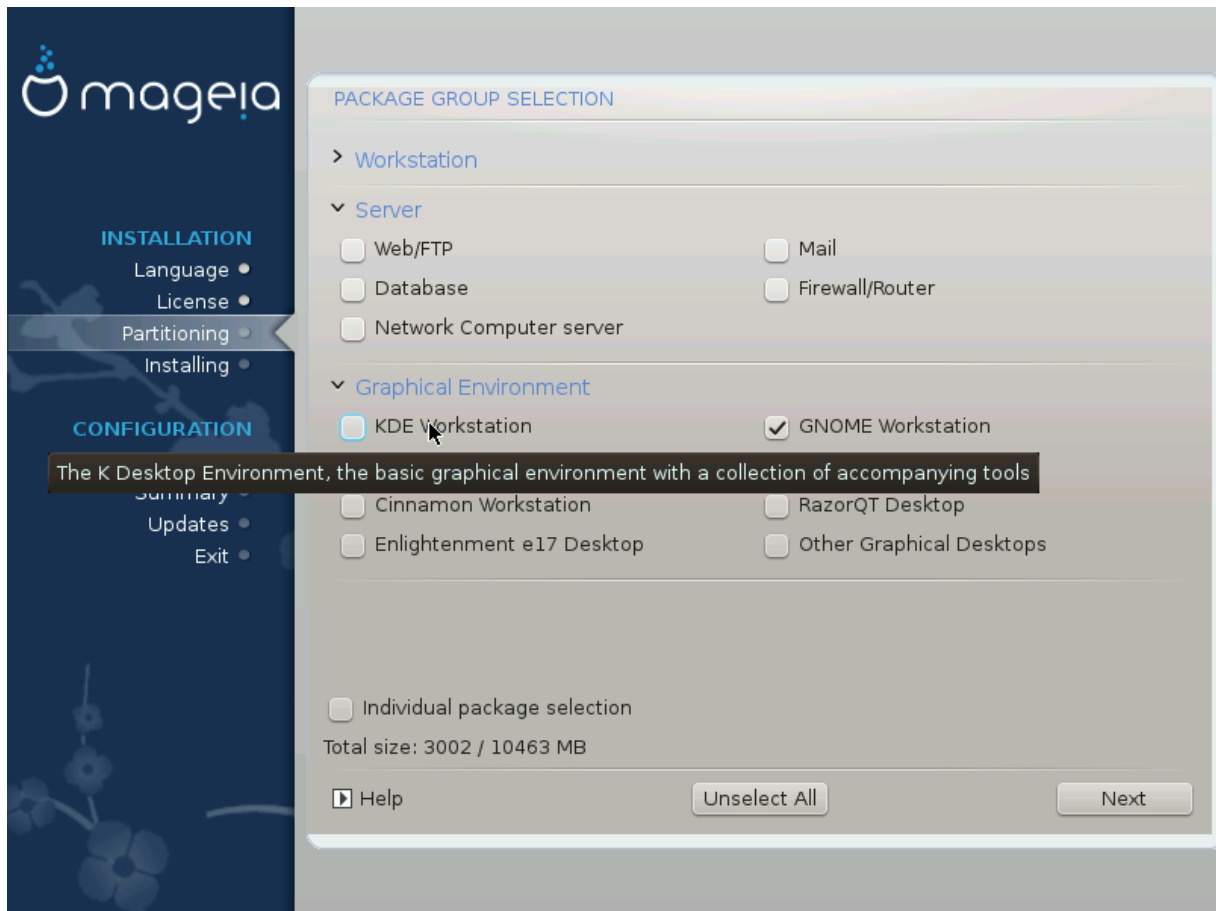 mageia
INSTALLATION
Language
License
Partitioning
Installing
CONFIGURATION
Summary
Updates
Exit
PACKAGE GROUP SELECTION
Workstation
Server
Web/FTP Mail
Database Firewall/Router
Network Computer server
Graphical Environment
KDE Workstation GNOME Workstation
The K Desktop Environment, the basic graphical environment with a collection of accompanying tools
Cinnamon Workstation RazorQT Desktop
Enlightenment e17 Desktop Other Graphical Desktops
Individual package selection
Total size: 3002 / 10463 MB
Help Unselect All Next